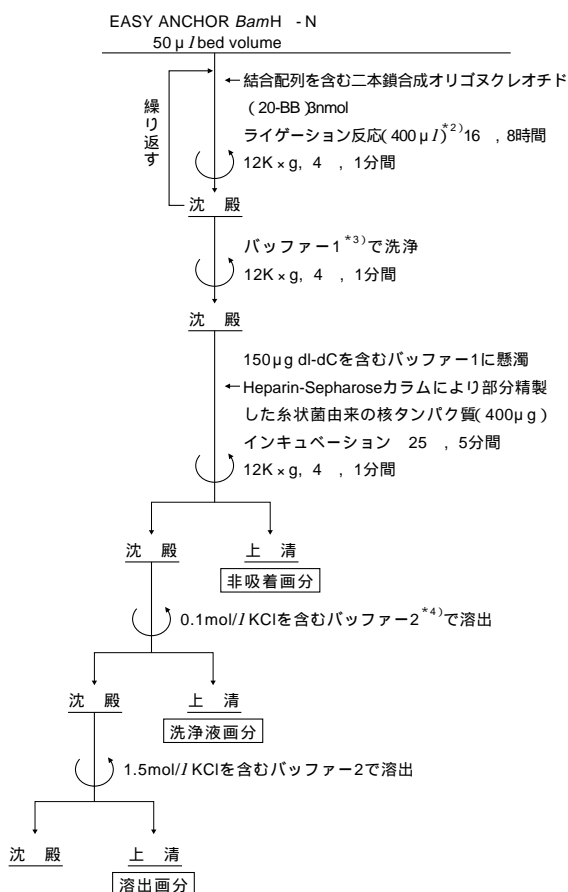 EASY ANCHOR BamH -N
50μl bed volume
繰り返す
結合配列を含む二本鎖合成オリゴヌクレオチド
(20-BB)3nmol
ライゲーション反応(400μl)*2)16 , 8時間
12K×g, 4 , 1分間
沈 殿
バッファー1*3)で洗浄
12K×g, 4 , 1分間
沈 殿
150μg dI-dCを含むバッファー1に懸濁
Heparin-Sepharoseカラムにより部分精製
した糸状菌由来の核タンパク質(400μg)
インキュベーション 25 , 5分間
12K×g, 4 , 1分間
沈 殿 上 清
非吸着画分
0.1mol/l KClを含むバッファー2*4)で溶出
沈 殿 上 清
洗浄液画分
1.5mol/l KClを含むバッファー2で溶出
沈 殿 上 清
溶出画分